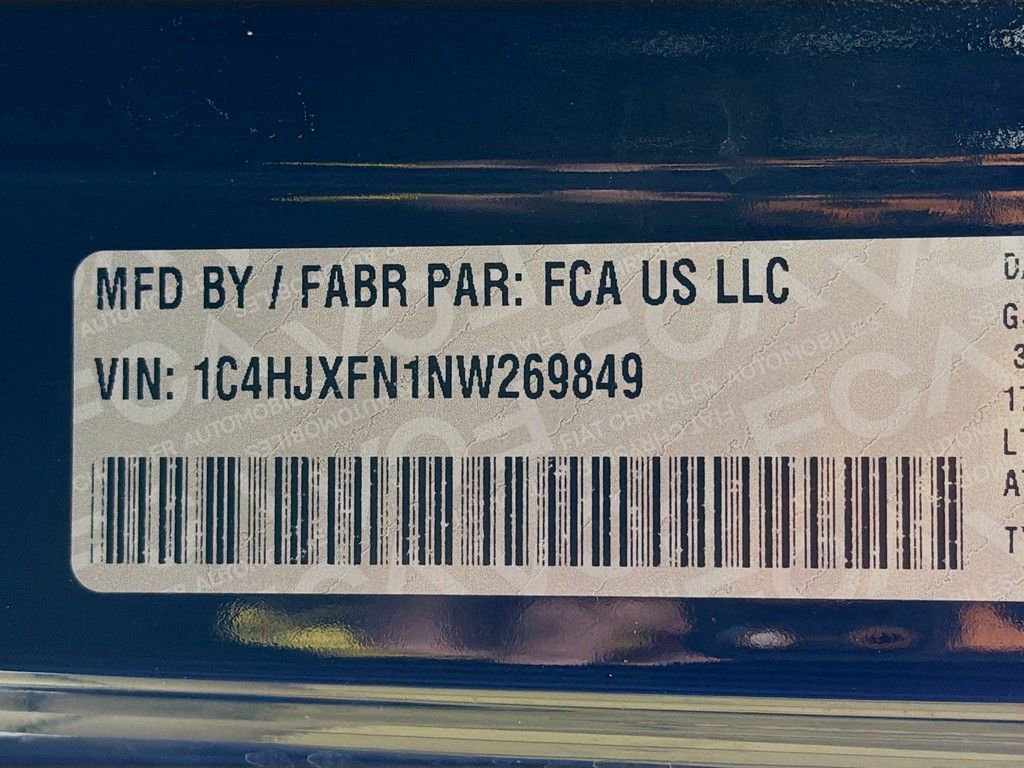 MFD BY / FABR PAR: FCA US LLC
VIN: 1C4HJXFN1NW269849